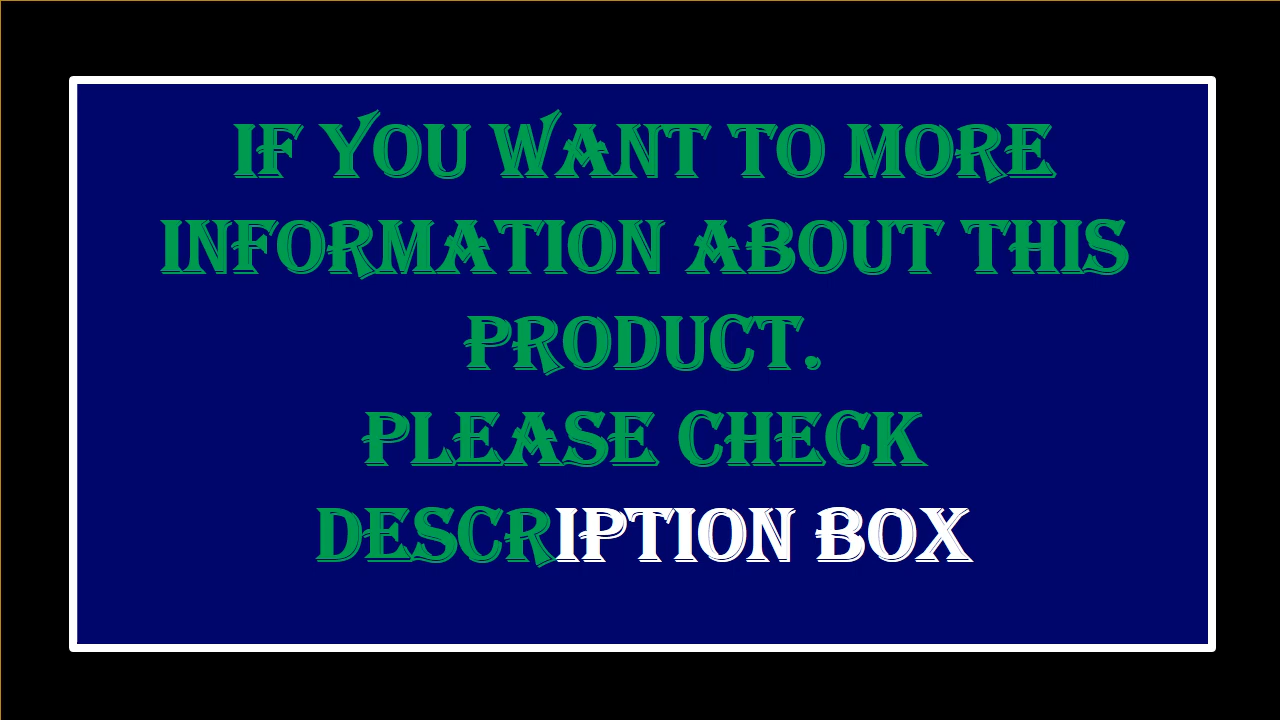 IF YOU WANT TO MORE
INFORMATION ABOUT THIS
PRODUCT.
PLEASE CHECK
DESCRIPTION BOX